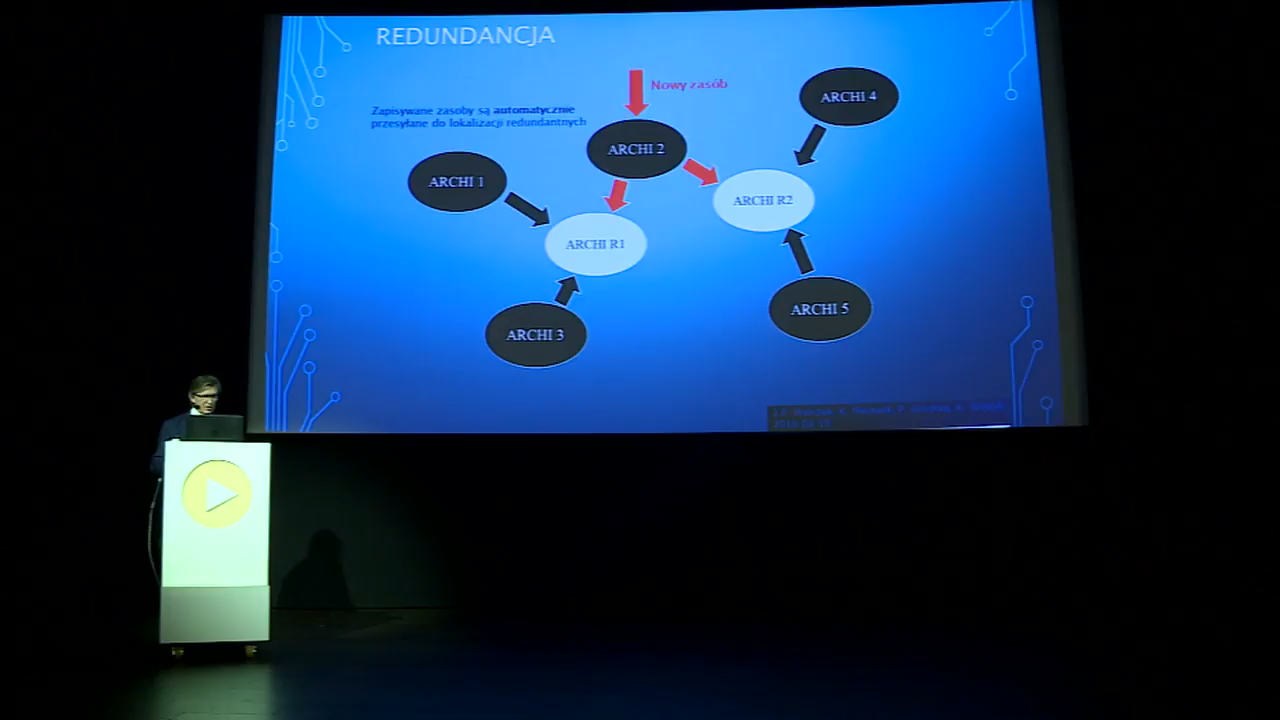 REDUNDANCJA
Nowy zasób
Zapisywane zasoby są automatycznie
przesyłane do lokalizacji redundantnych
ARCHI 4
ARCHI 2
ARCHI 1
ARCHI R2
ARCHI R1
ARCHI 5
ARCHI 3